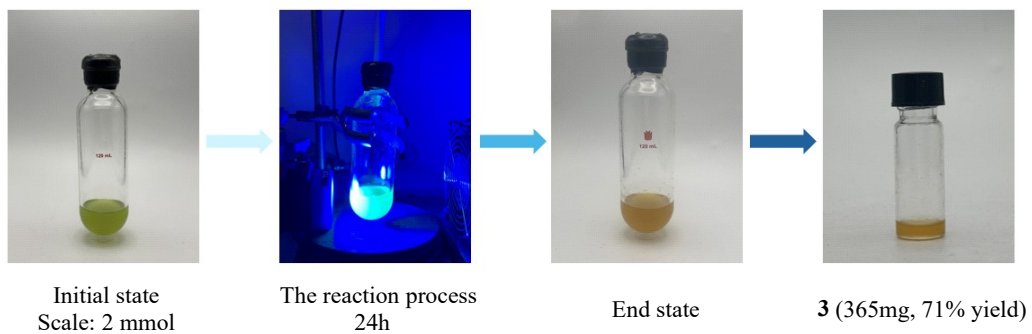 120 mL
120 mL
Initial state
Scale: 2 mmol
The reaction process
24h
End state
3 (365mg, 71% yield)